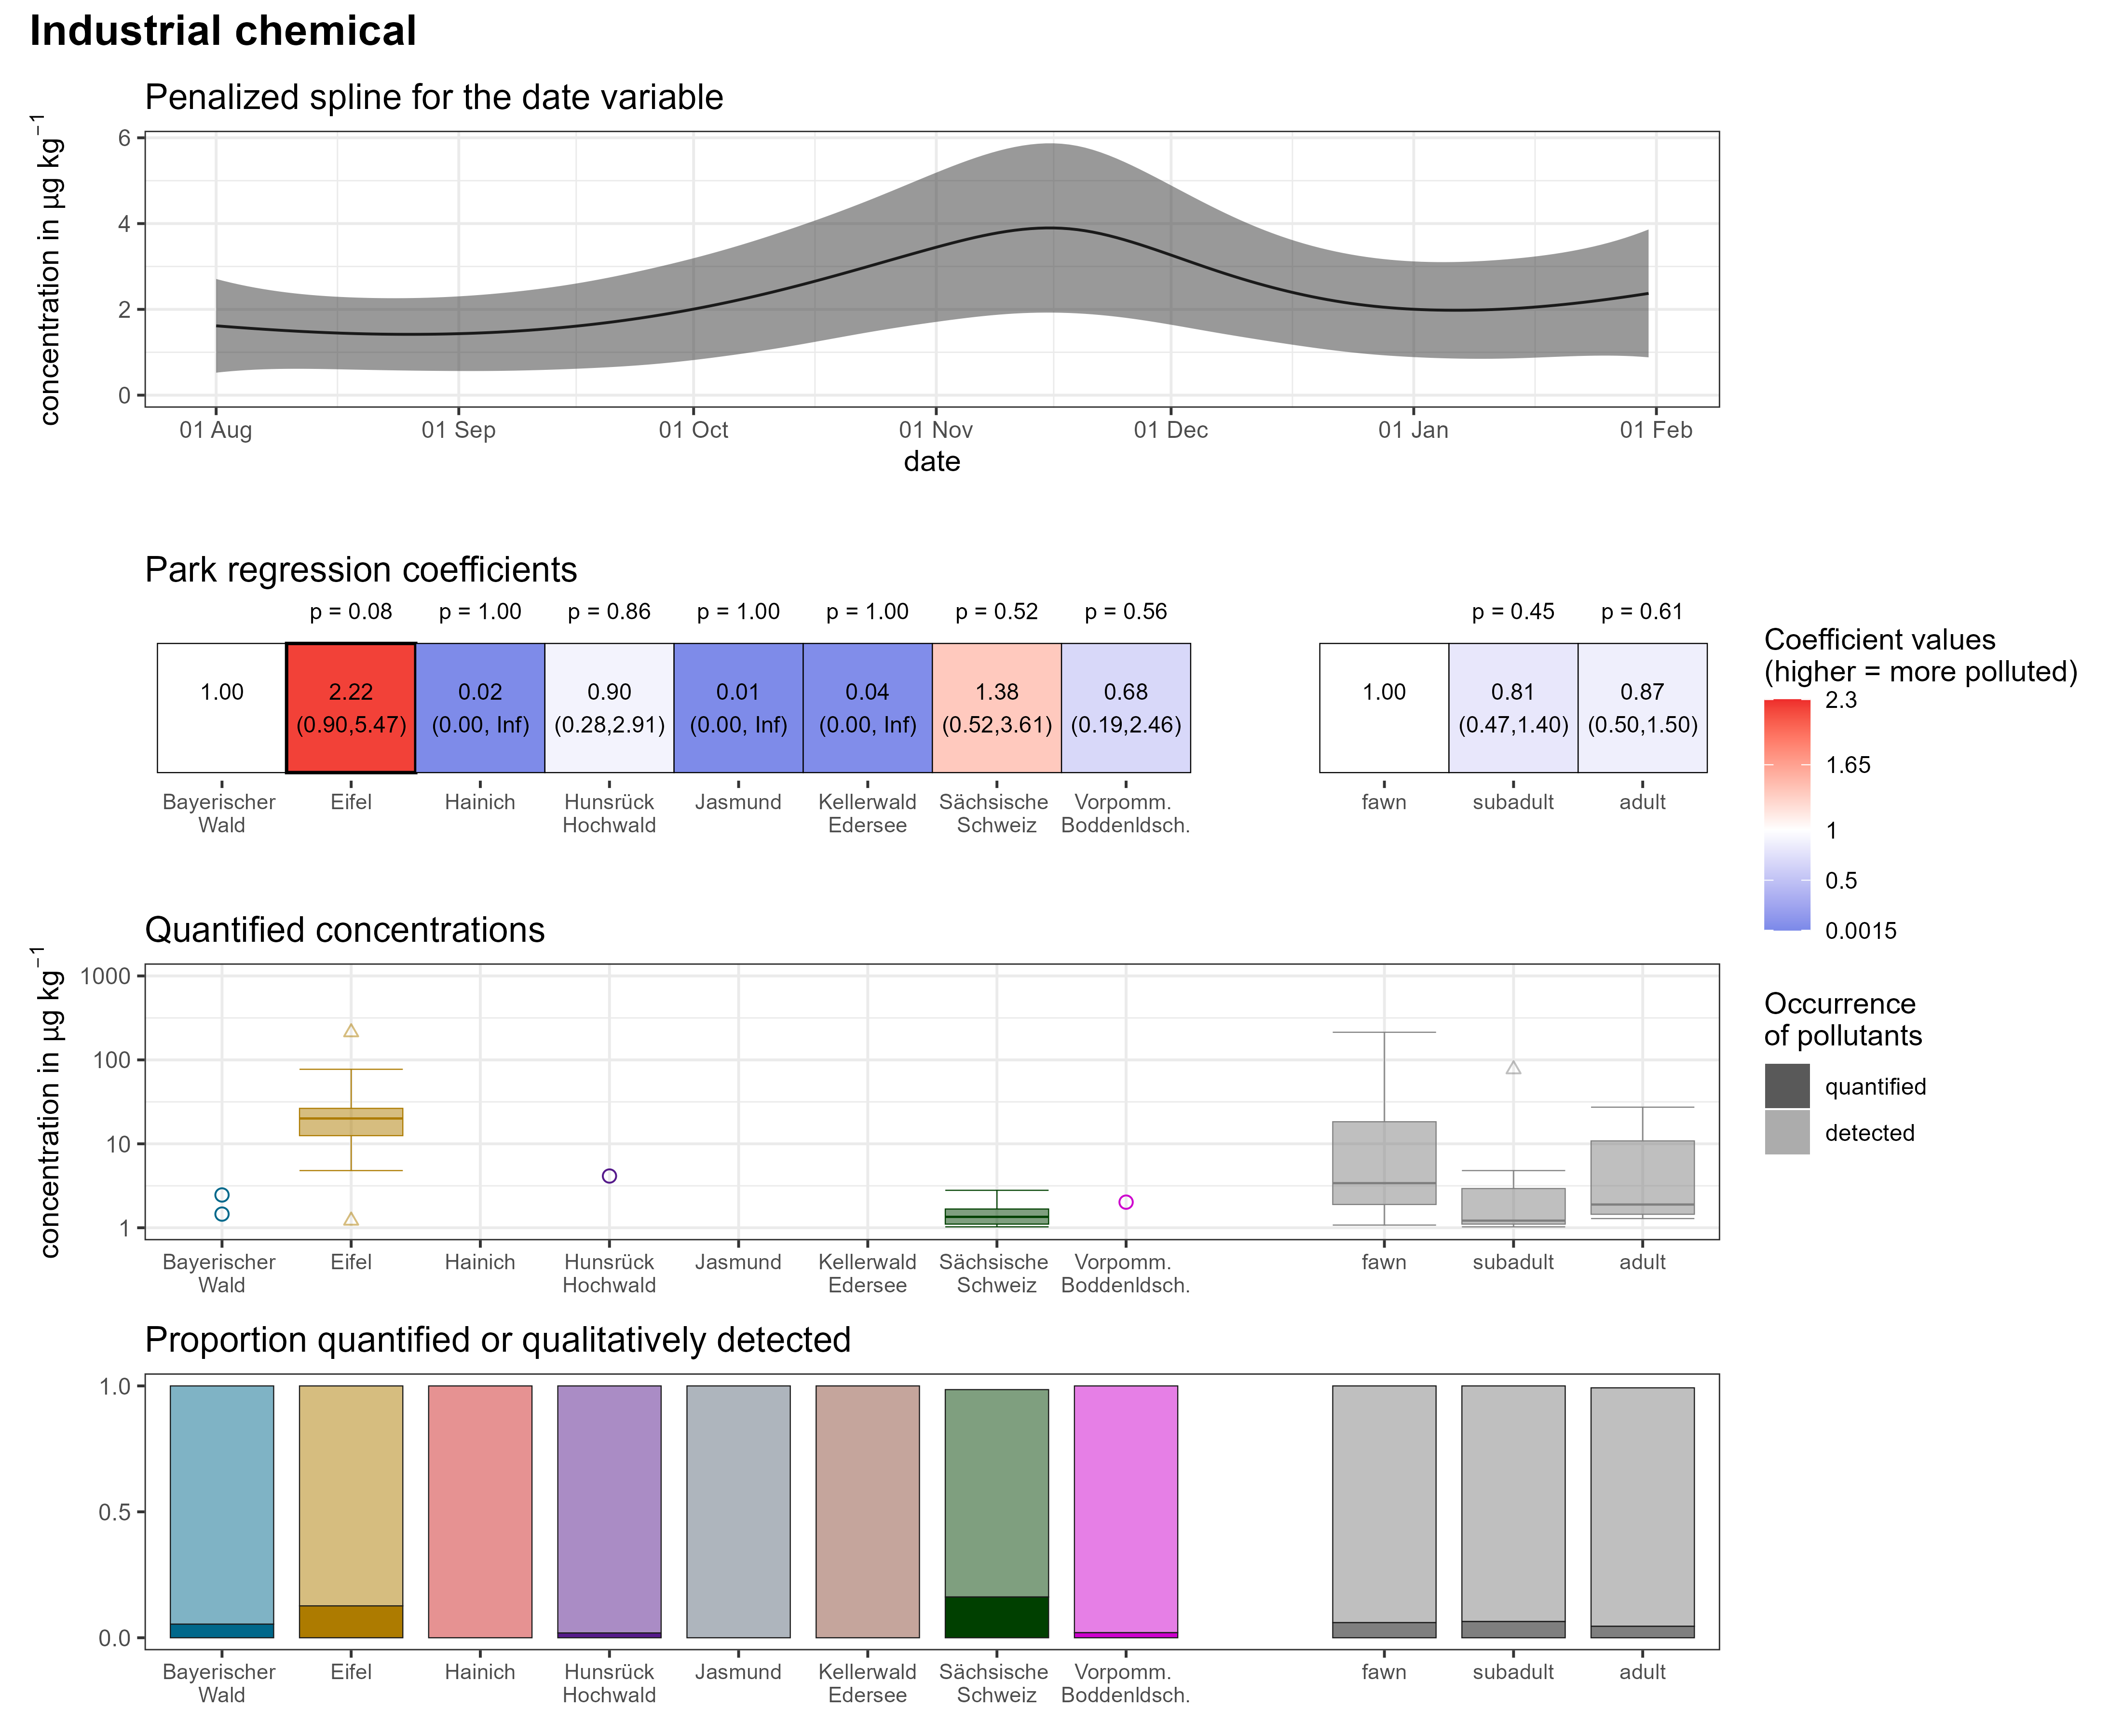 Industrial chemical
Penalized spline for the date variable
concentration in µg kg⁻¹
6
4
2
0
01 Aug 01 Sep 01 Oct 01 Nov 01 Dec 01 Jan 01 Feb
date
Park regression coefficients
p = 0.08 p = 1.00 p = 0.86 p = 1.00 p = 1.00 p = 0.52 p = 0.56 p = 0.45 p = 0.61
1.00 2.22 0.02 0.90 0.01 0.04 1.38 0.68 1.00 0.81 0.87
(0.90,5.47) (0.00, Inf) (0.28,2.91) (0.00, Inf) (0.00, Inf) (0.52,3.61) (0.19,2.46) (0.47,1.40) (0.50,1.50)
Bayerischer Eifel Hainich Hunsrück Jasmund Kellerwald Sächsische Vorpomm. fawn subadult adult
Wald Hochwald Edersee Schweiz Boddenldsch.
Coefficient values
(higher = more polluted)
2.3
1.65
1
0.5
0.0015
Quantified concentrations
concentration in µg kg⁻¹
1000
100
10
1
Bayerischer Eifel Hainich Hunsrück Jasmund Kellerwald Sächsische Vorpomm. fawn subadult adult
Wald Hochwald Edersee Schweiz Boddenldsch.
Occurrence
of pollutants
quantified
detected
Proportion quantified or qualitatively detected
1.0
0.5
0.0
Bayerischer Eifel Hainich Hunsrück Jasmund Kellerwald Sächsische Vorpomm. fawn subadult adult
Wald Hochwald Edersee Schweiz Boddenldsch.